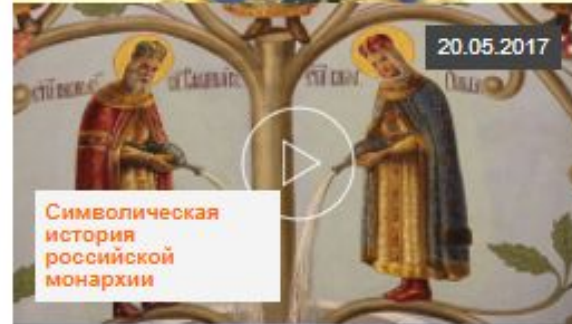 20.05.2017
Символическая
история
российской
монархии